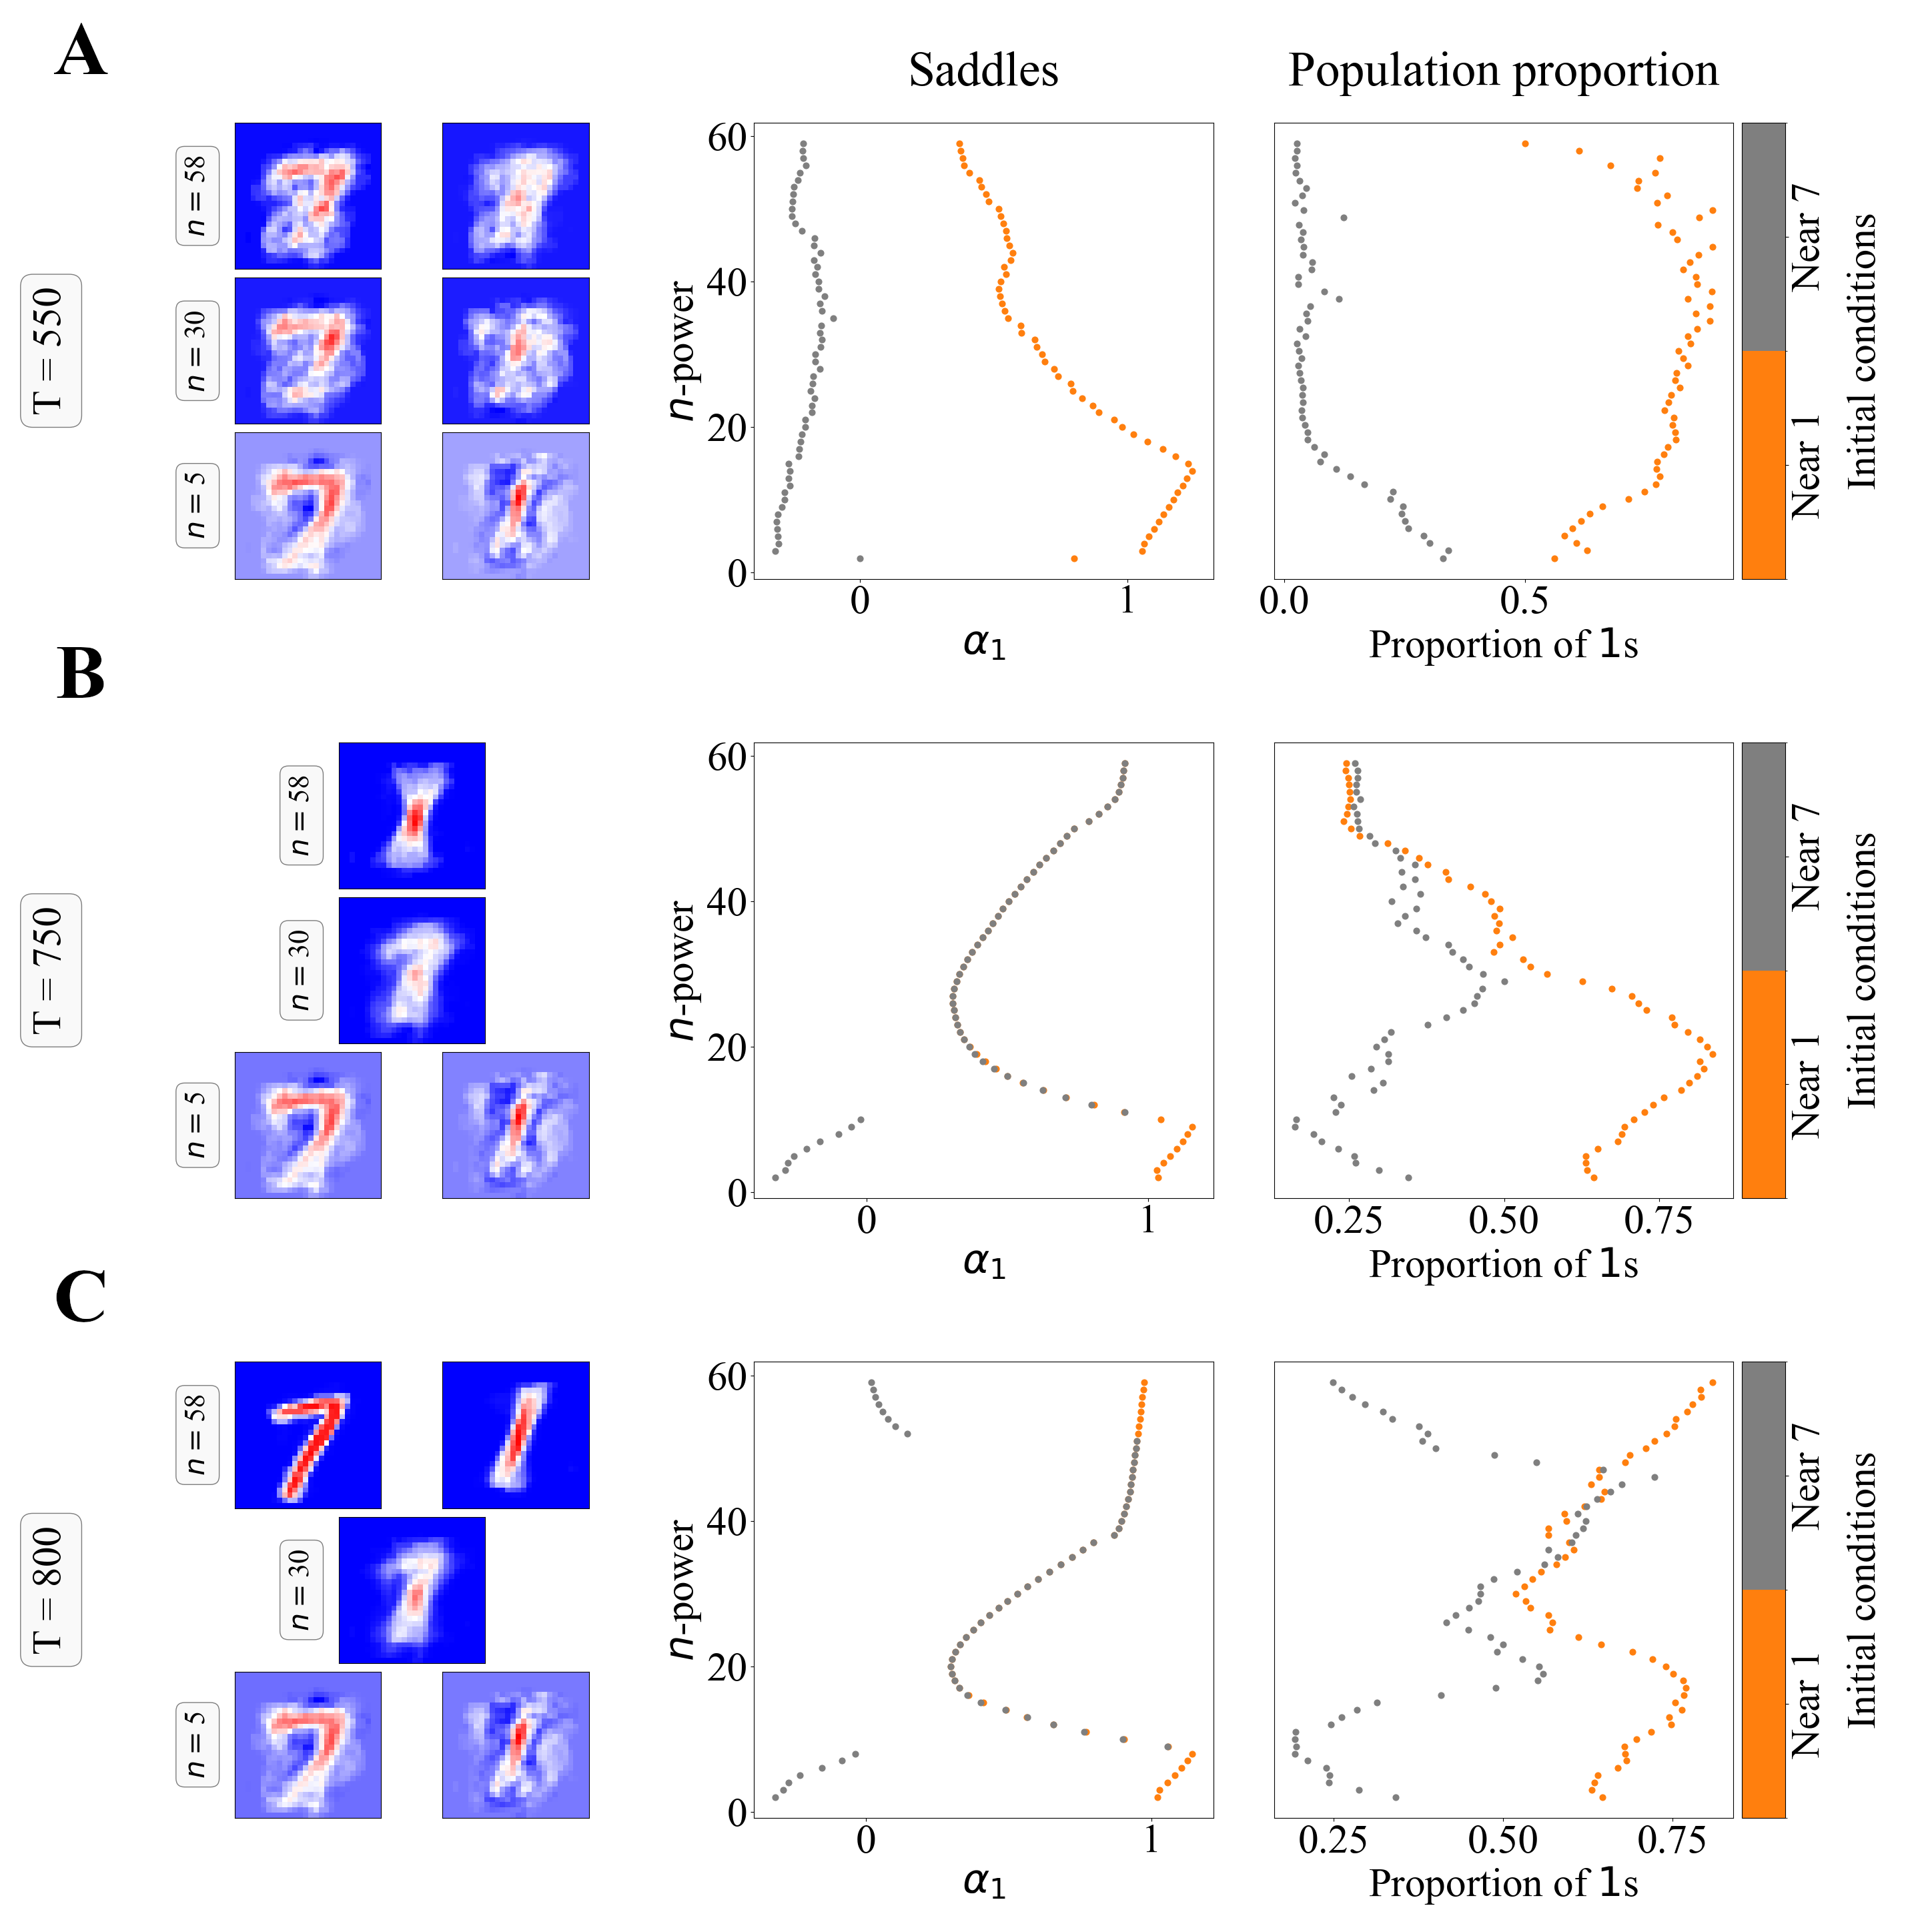 A
Saddles
Population proportion
T = 550
n = 58
n = 30
n = 5
n-power
60
40
20
0
0
1
α₁
0.0
0.5
Proportion of 1s
Near 7
Near 1
Initial conditions
B
T = 750
n = 58
n = 30
n = 5
n-power
60
40
20
0
0
1
α₁
0.25
0.50
0.75
Proportion of 1s
Near 7
Near 1
Initial conditions
C
T = 800
n = 58
n = 30
n = 5
n-power
60
40
20
0
0
1
α₁
0.25
0.50
0.75
Proportion of 1s
Near 7
Near 1
Initial conditions